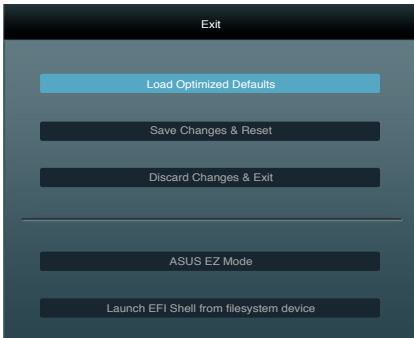 Exit
Load Optimized Defaults
Save Changes & Reset
Discard Changes & Exit
ASUS EZ Mode
Launch EFI Shell from filesystem device